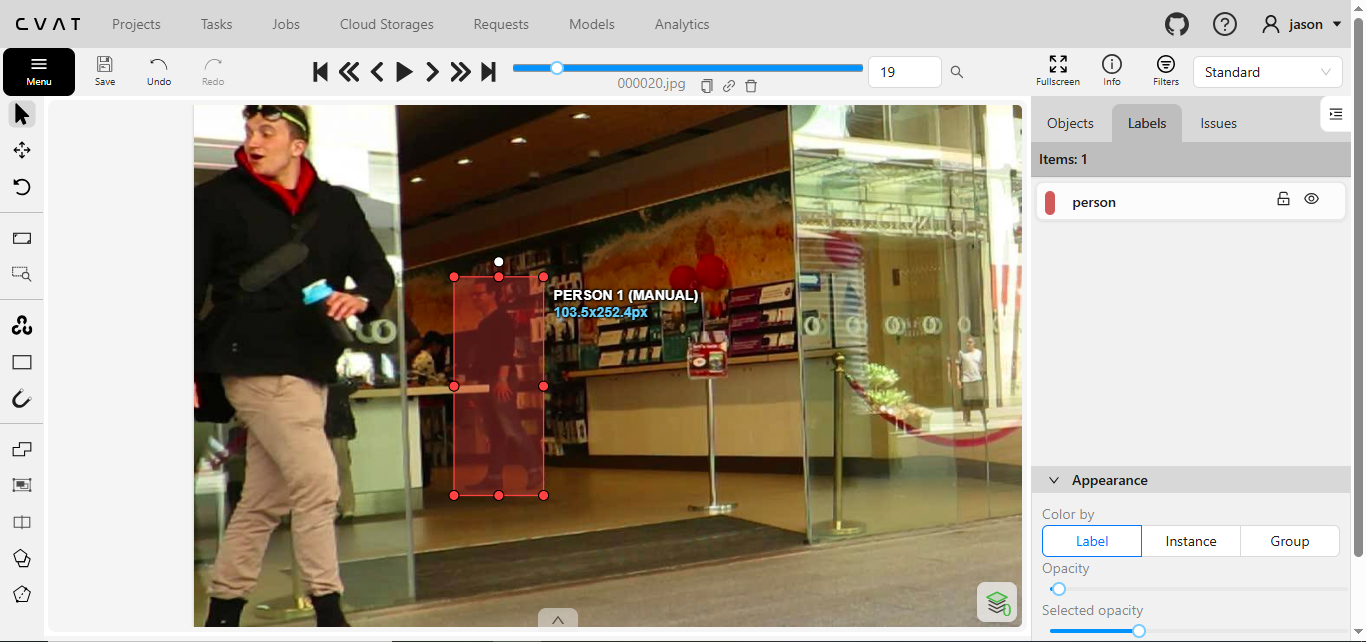 CVAT Projects Tasks Jobs Cloud Storages Requests Models Analytics jason
Menu Save Undo Redo 000020.jpg 19 Fullscreen Info Filters Standard
Objects Labels Issues
Items: 1
person
PERSON 1 (MANUAL)
103.5x252.4px
Appearance
Color by
Label Instance Group
Opacity
Selected opacity
0